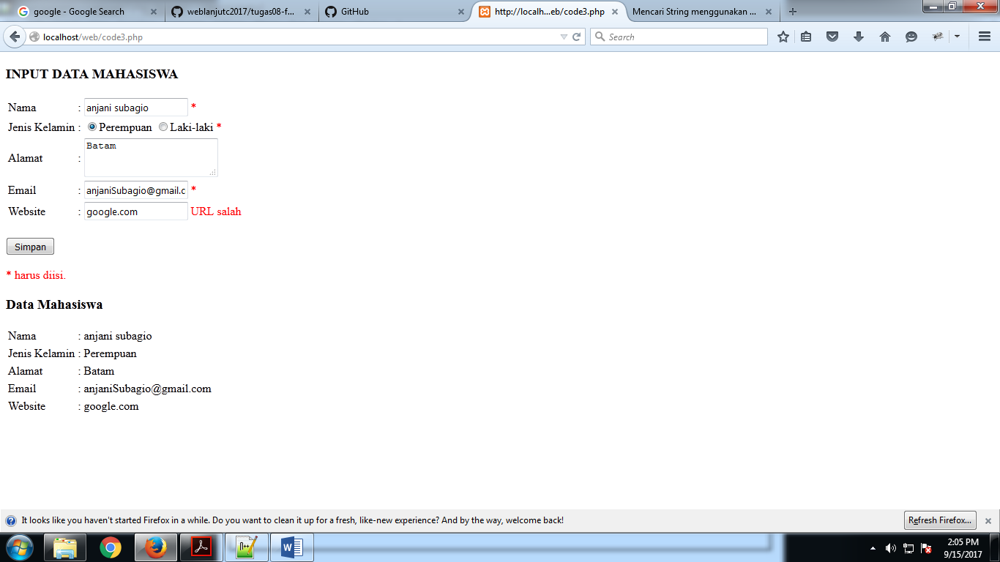 google - Google Search
weblanjutc2017/tugas08-f...
GitHub
http://localh...eb/code3.php
Mencari String menggunakan ...
localhost/web/code3.php
Search
INPUT DATA MAHASISWA
Nama : anjani subagio *
Jenis Kelamin : Perempuan Laki-laki *
Alamat : Batam
Email : anjaniSubagio@gmail.c *
Website : google.com URL salah
Simpan
* harus diisi.
Data Mahasiswa
Nama : anjani subagio
Jenis Kelamin : Perempuan
Alamat : Batam
Email : anjaniSubagio@gmail.com
Website : google.com
It looks like you haven't started Firefox in a while. Do you want to clean it up for a fresh, like-new experience? And by the way, welcome back!
Refresh Firefox...
2:05 PM
9/15/2017